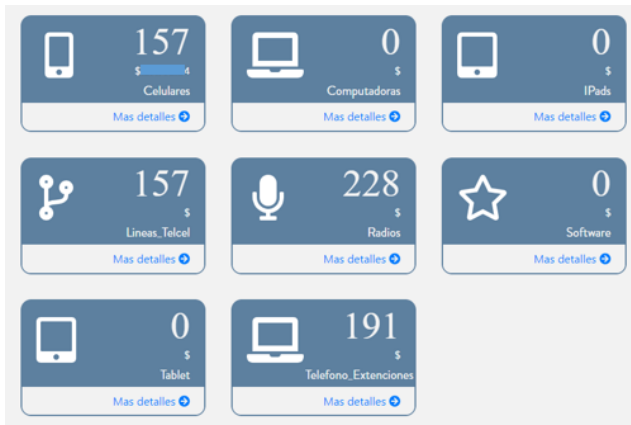 157
$ 4
Celulares
Mas detalles
0
$
Computadoras
Mas detalles
0
$
IPads
Mas detalles
157
$
Lineas_Telcel
Mas detalles
228
$
Radios
Mas detalles
0
$
Software
Mas detalles
0
$
Tablet
Mas detalles
191
$
Telefono_Extenciones
Mas detalles